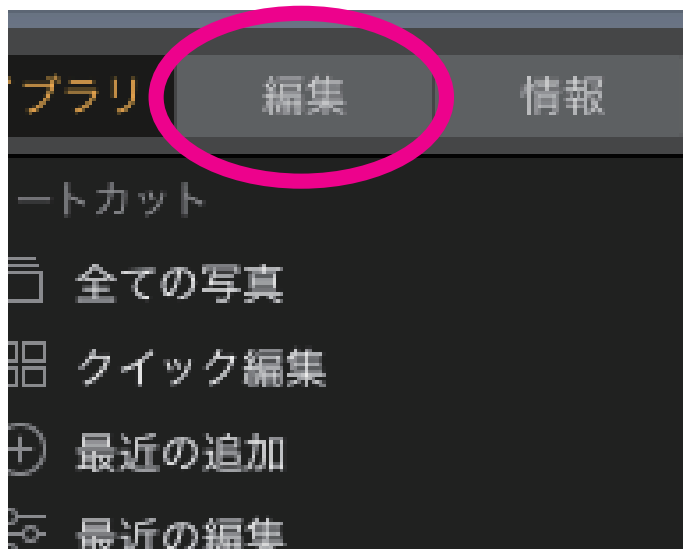 イブラリ 編集 情報
ートカット
全ての写真
クイック編集
最近の追加
最近の編集